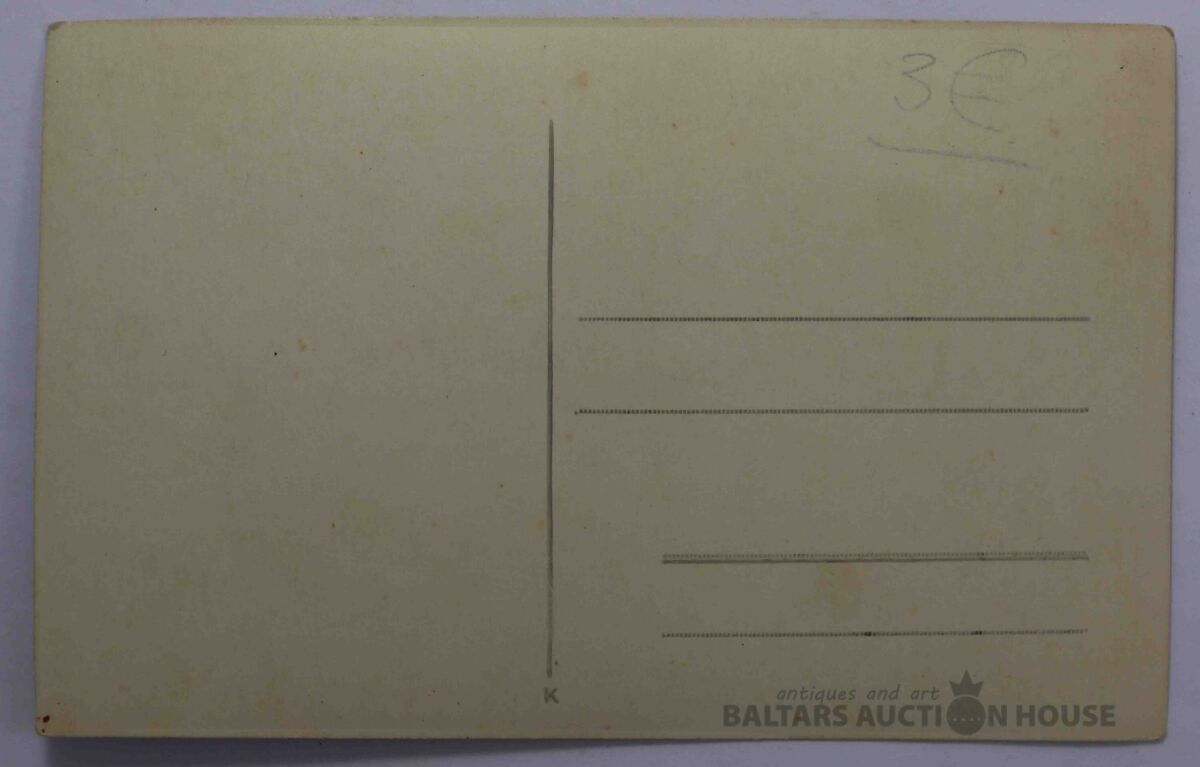 3€
K
antiques and art
BALTARS AUCTION HOUSE